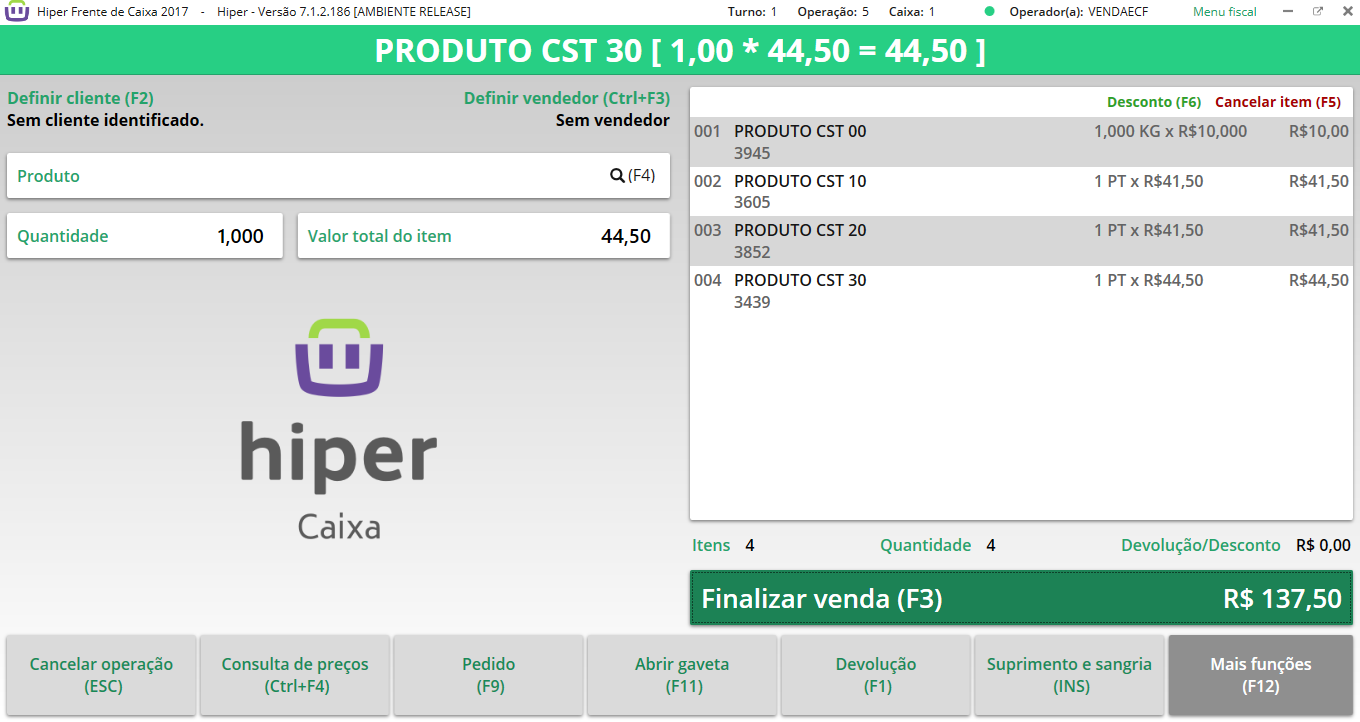 Hiper Frente de Caixa 2017 - Hiper - Versão 7.1.2.186 [AMBIENTE RELEASE] Turno: 1 Operação: 5 Caixa: 1 Operador(a): VENDAECF Menu fiscal
PRODUTO CST 30 [ 1,00 * 44,50 = 44,50 ]
Definir cliente (F2) Definir vendedor (Ctrl+F3)
Sem cliente identificado. Sem vendedor
Produto (F4)
Quantidade 1,000 Valor total do item 44,50
hiper
Caixa
Desconto (F6) Cancelar item (F5)
001 PRODUTO CST 00 1,000 KG x R$10,000 R$10,00
3945
002 PRODUTO CST 10 1 PT x R$41,50 R$41,50
3605
003 PRODUTO CST 20 1 PT x R$41,50 R$41,50
3852
004 PRODUTO CST 30 1 PT x R$44,50 R$44,50
3439
Itens 4 Quantidade 4 Devolução/Desconto R$ 0,00
Finalizar venda (F3) R$ 137,50
Cancelar operação
(ESC)
Consulta de preços
(Ctrl+F4)
Pedido
(F9)
Abrir gaveta
(F11)
Devolução
(F1)
Suprimento e sangria
(INS)
Mais funções
(F12)